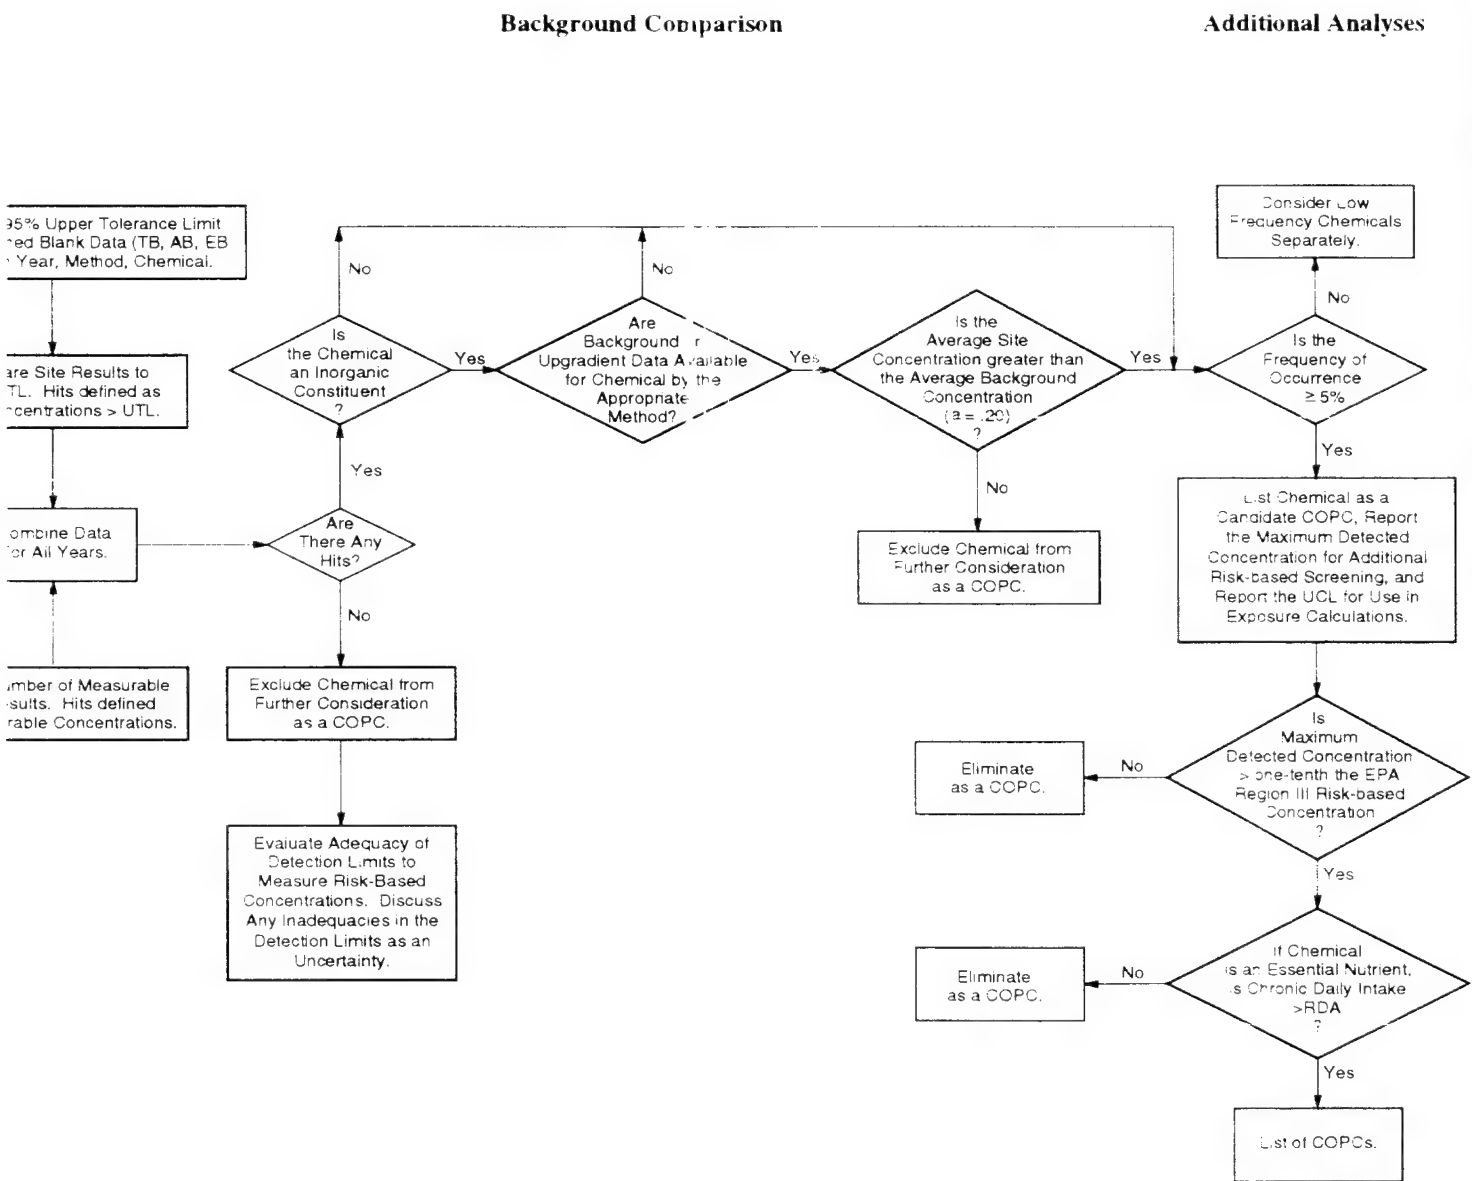 Background Comparison
Additional Analyses
95% Upper Tolerance Limit
Blank Data (TB, AB, EB
Year, Method, Chemical.
Site Results to
Hits defined as
> UTL.
Data
for All Years.
of Measurable
Hits defined
Concentrations.
No
Is
the Chemical
an Inorganic
Constituent
?
Yes
Yes
Are
There Any
Hits?
No
Exclude Chemical from
Further Consideration
as a COPC.
Evaluate Adequacy of
Detection Limits to
Measure Risk-Based
Concentrations. Discuss
Any Inadequacies in the
Detection Limits as an
Uncertainty.
No
Are
Background
Upgradient Data Available
for Chemical by the
Appropriate
Method?
Yes
Is the
Average Site
Concentration greater than
the Average Background
Concentration
(a = .20)
?
Yes
No
Exclude Chemical from
Further Consideration
as a COPC.
Consider Low
Frequency Chemicals
Separately.
No
Is the
Frequency of
Occurrence
≥ 5%
Yes
List Chemical as a
Candidate COPC, Report
the Maximum Detected
Concentration for Additional
Risk-based Screening, and
Report the UCL for Use in
Exposure Calculations.
Is
Maximum
Detected Concentration
> one-tenth the EPA
Region III Risk-based
Concentration
?
No
Eliminate
as a COPC.
Yes
If Chemical
is an Essential Nutrient,
is Chronic Daily Intake
>RDA
?
No
Eliminate
as a COPC.
Yes
List of COPCs.